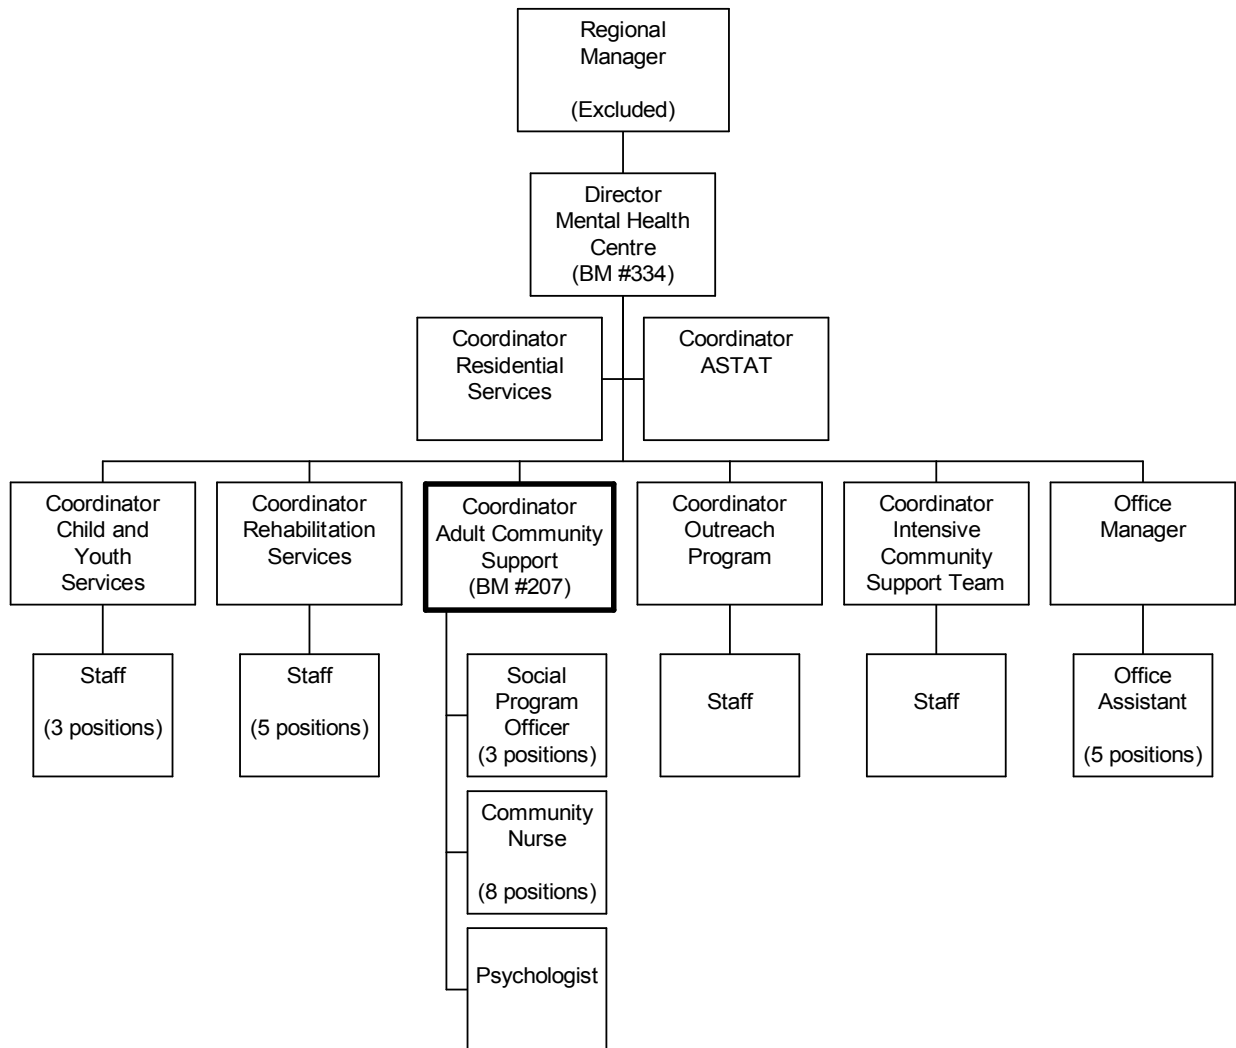 Regional
Manager
(Excluded)
Director
Mental Health
Centre
(BM #334)
Coordinator
Residential
Services
Coordinator
ASTAT
Coordinator
Child and
Youth
Services
Coordinator
Rehabilitation
Services
Coordinator
Adult Community
Support
(BM #207)
Coordinator
Outreach
Program
Coordinator
Intensive
Community
Support Team
Office
Manager
Staff
(3 positions)
Staff
(5 positions)
Social
Program
Officer
(3 positions)
Community
Nurse
(8 positions)
Psychologist
Staff
Staff
Office
Assistant
(5 positions)